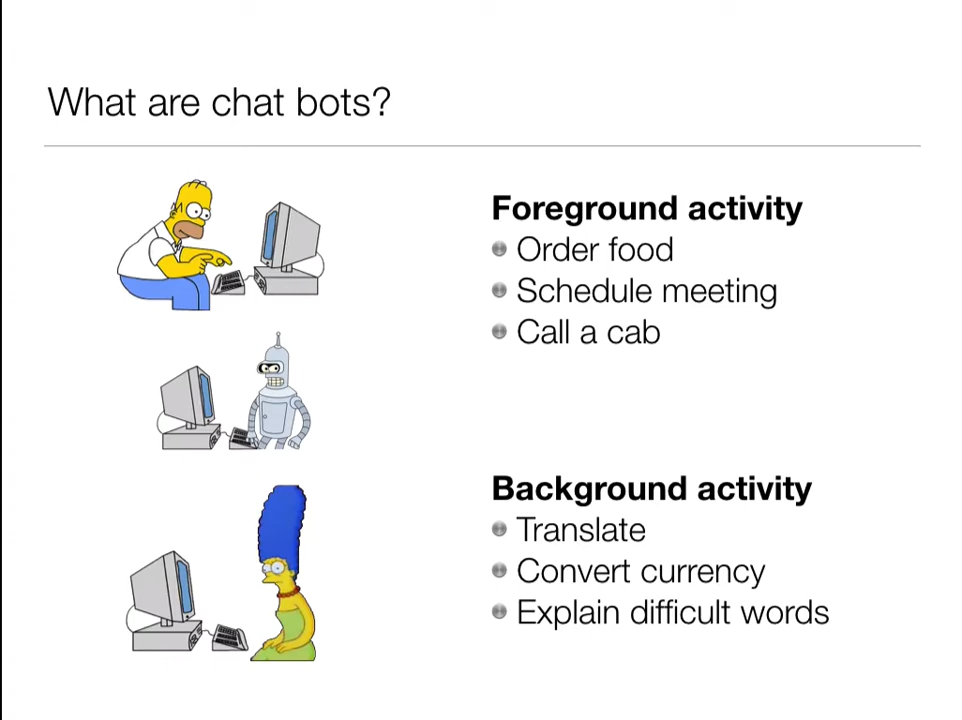 What are chat bots?
Foreground activity
Order food
Schedule meeting
Call a cab
Background activity
Translate
Convert currency
Explain difficult words